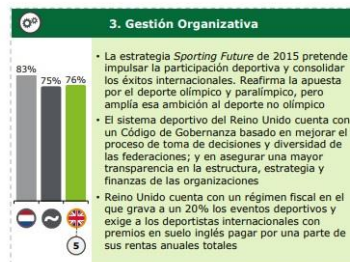 3. Gestión Organizativa
83%
75%
76%
5
• La estrategia Sporting Future de 2015 pretende
impulsar la participación deportiva y consolidar
los éxitos internacionales. Reafirma la apuesta
por el deporte olímpico y paralímpico, pero
amplía esa ambición al deporte no olímpico
• El sistema deportivo del Reino Unido cuenta con
un Código de Gobernanza basado en mejorar el
proceso de toma de decisiones y diversidad de
las federaciones; y en asegurar una mayor
transparencia en la estructura, estrategia y
finanzas de las organizaciones
• Reino Unido cuenta con un régimen fiscal en el
que grava a un 20% los eventos deportivos y
exige a los deportistas internacionales con
premios en suelo inglés pagar por una parte de
sus rentas anuales totales